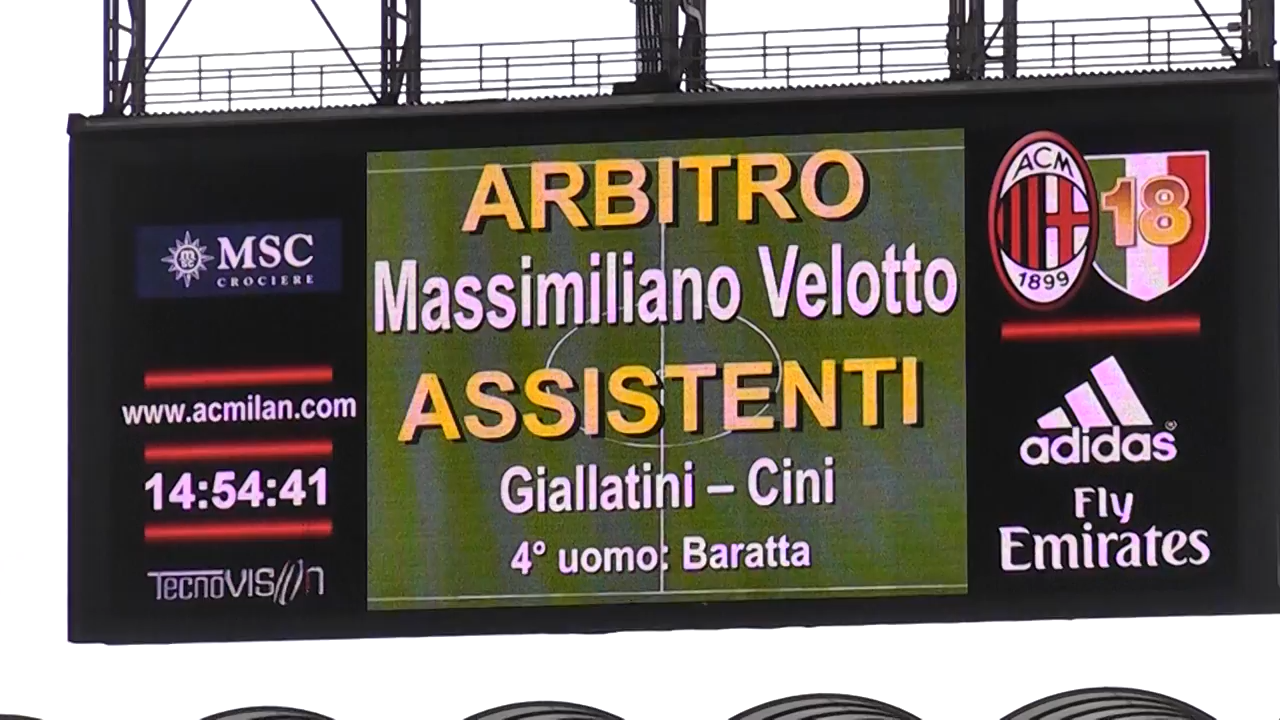 MSC
CROCIERE
www.acmilan.com
14:54:41
TECNOVISION
ARBITRO
Massimiliano Velotto
ASSISTENTI
Giallatini – Cini
4° uomo: Baratta
ACM
1899
18
adidas®
Fly
Emirates